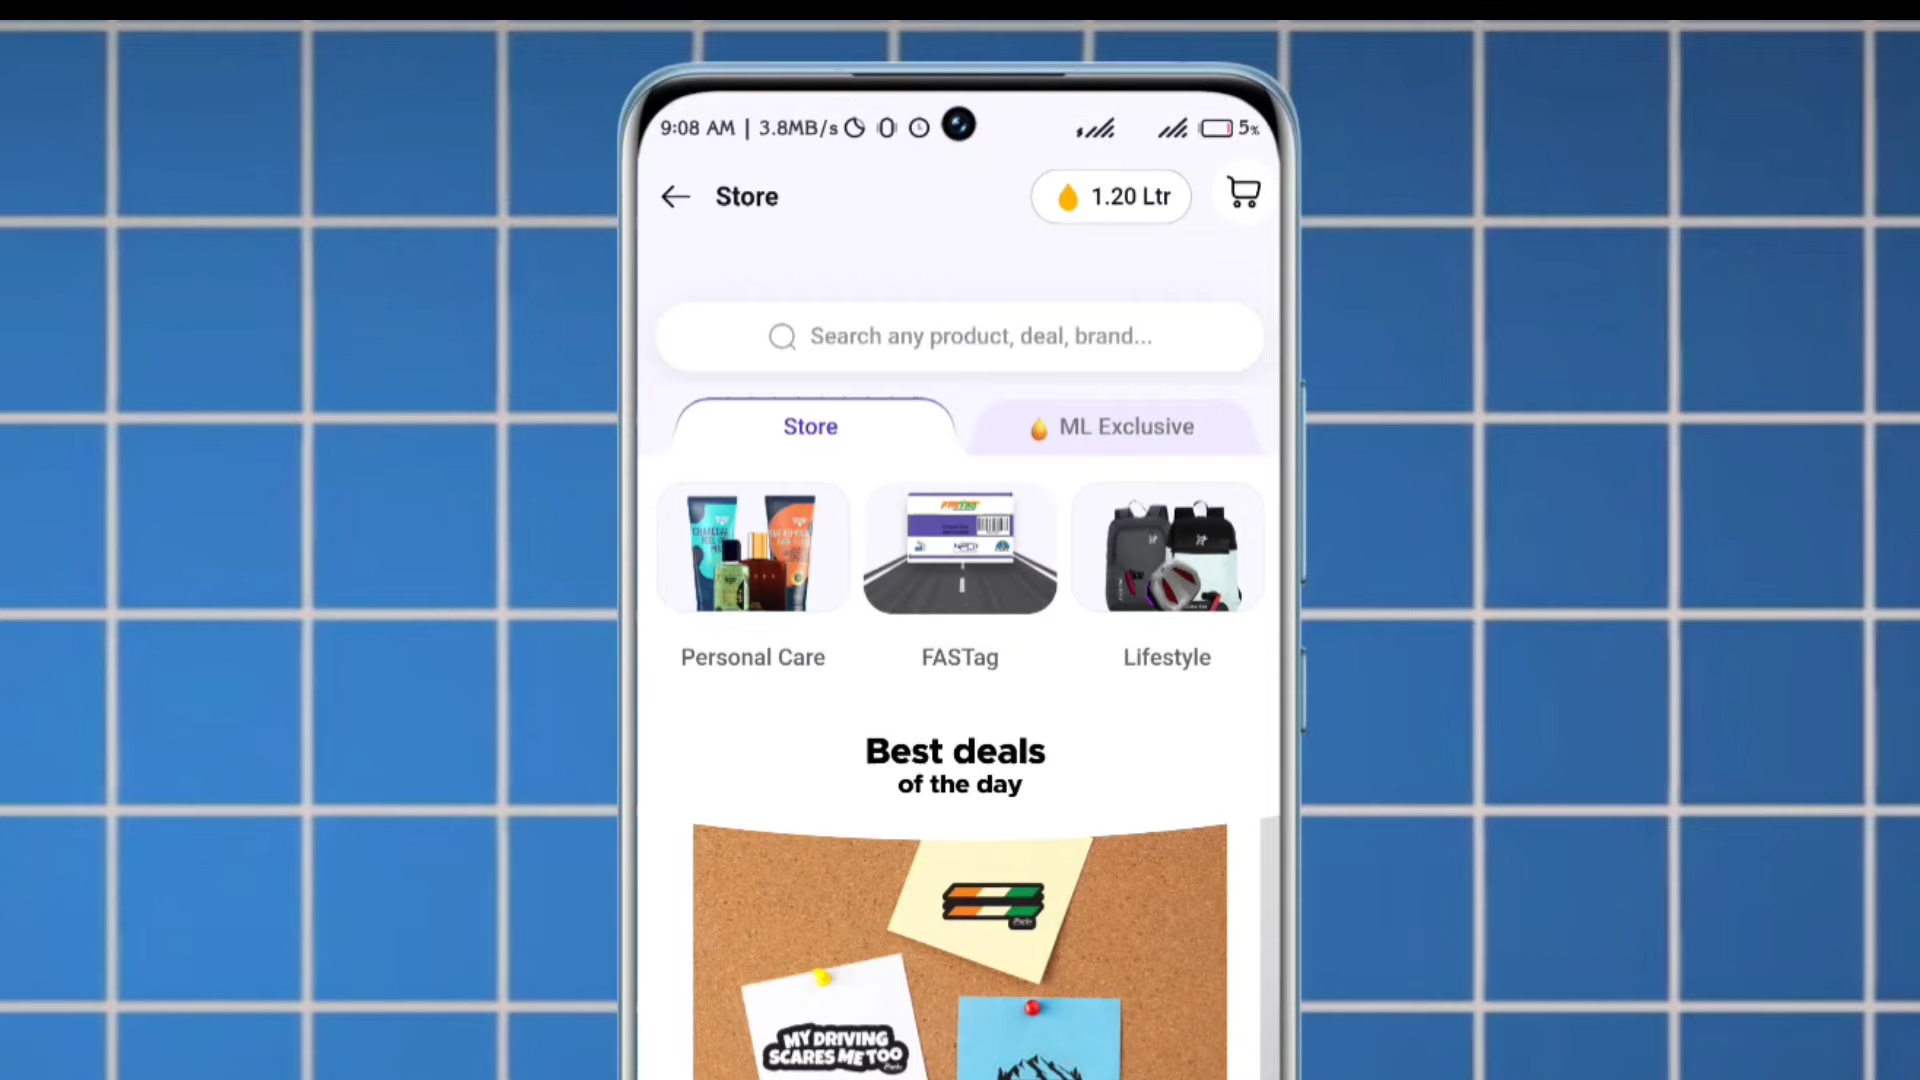 9:08 AM | 3.8MB/s 5%
Store 1.20 Ltr
Search any product, deal, brand...
Store ML Exclusive
FASTag
Personal Care FASTag Lifestyle
Best deals
of the day
MY DRIVING
SCARES ME TOO